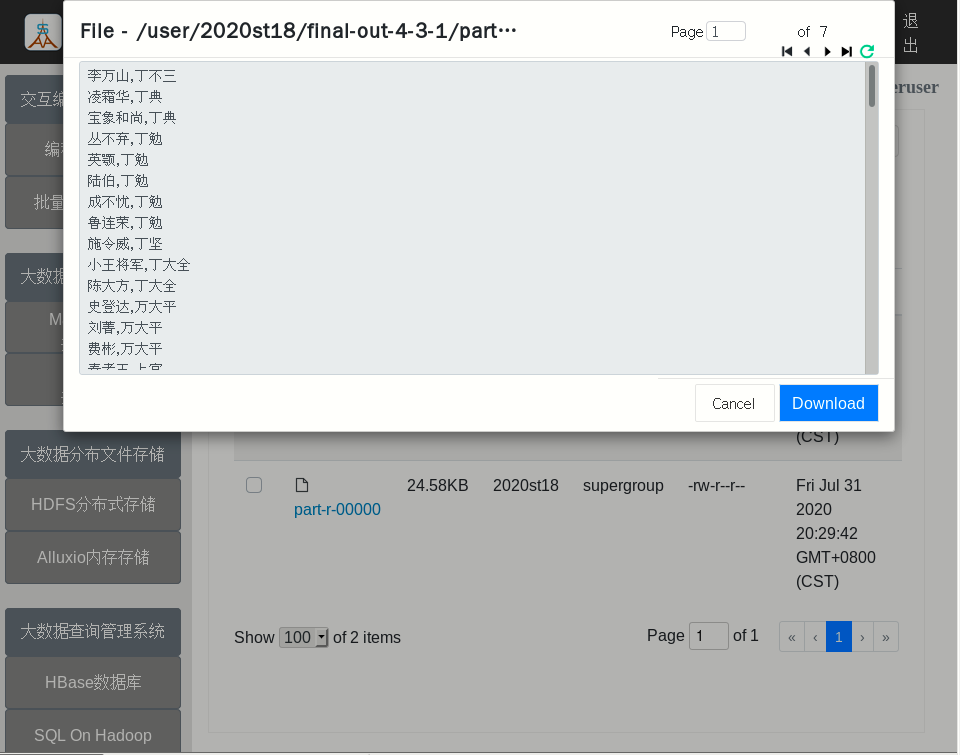 File - /user/2020st18/final-out-4-3-1/part···
Page 1 of 7
退出
李万山,丁不三
凌霜华,丁典
宝象和尚,丁典
丛不弃,丁勉
英颚,丁勉
陆伯,丁勉
成不忧,丁勉
鲁连荣,丁勉
施令威,丁坚
小王将军,丁大全
陈大方,丁大全
史登达,万大平
刘菁,万大平
费彬,万大平
Cancel
Download
交互编
批量
大数据
大数据分布文件存储
HDFS分布式存储
Alluxio内存存储
大数据查询管理系统
HBase数据库
SQL On Hadoop
eruser
(CST)
part-r-00000
24.58KB
2020st18
supergroup
-rw-r--r--
Fri Jul 31
2020
20:29:42
GMT+0800
(CST)
Show 100 of 2 items
Page 1 of 1
« ‹ 1 › »